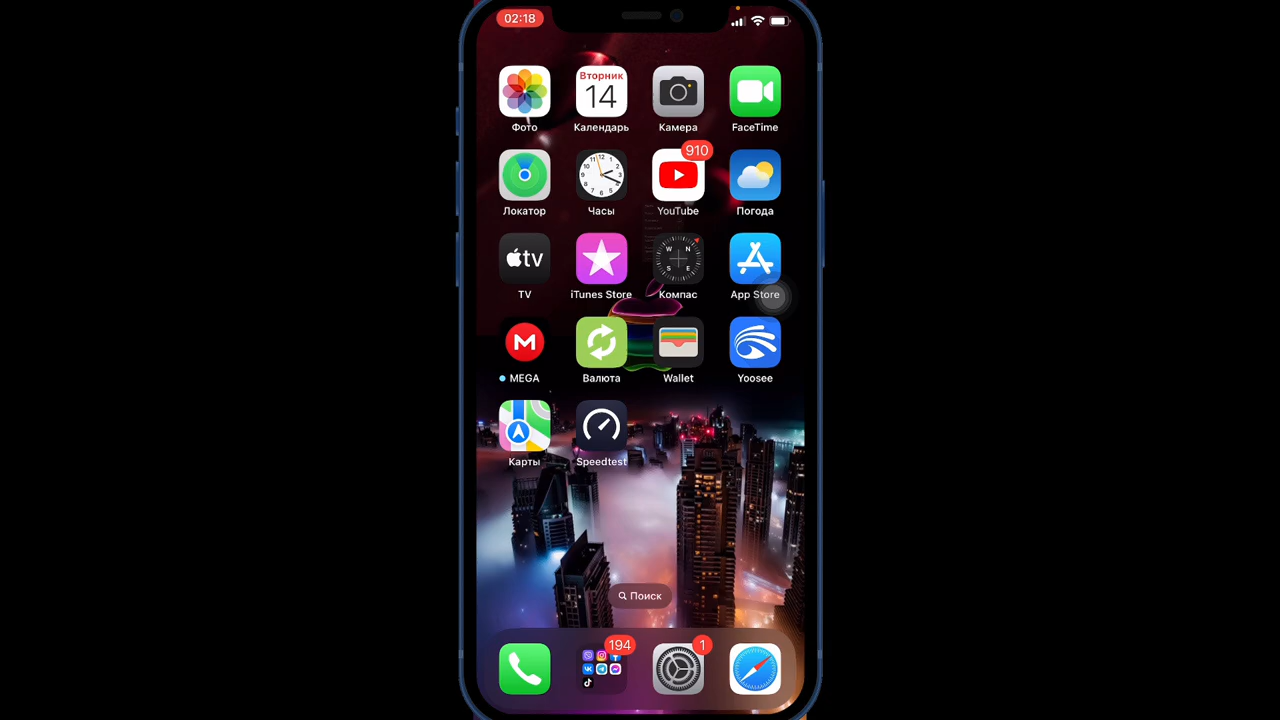 02:18
Вторник
14
Фото
Календарь
Камера
FaceTime
910
Локатор
Часы
YouTube
Погода
tv
W N
S E
TV
iTunes Store
Компас
App Store
M
MEGA
Валюта
Wallet
Yoosee
Карты
Speedtest
Поиск
194
1